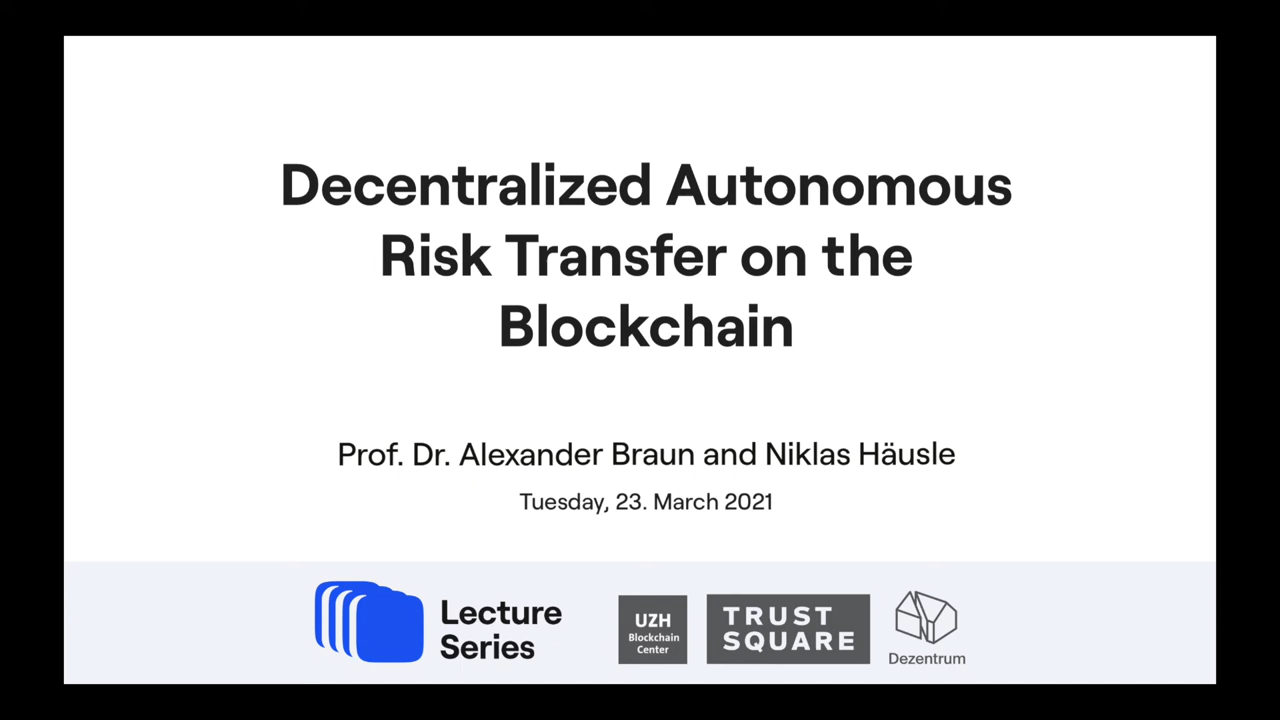 Decentralized Autonomous
Risk Transfer on the
Blockchain
Prof. Dr. Alexander Braun and Niklas Häusle
Tuesday, 23. March 2021
Lecture
Series
UZH
Blockchain
Center
TRUST
SQUARE
Dezentrum